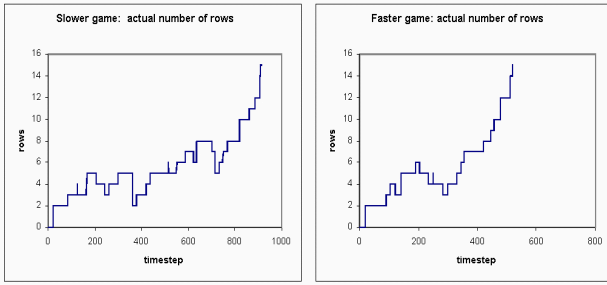 Slower game:  actual number of rows
16
14
12
10
8
6
4
2
0
rows
0 200 400 600 800 1000
timestep
Faster game: actual number of rows
16
14
12
10
8
6
4
2
0
rows
0 200 400 600 800
timestep